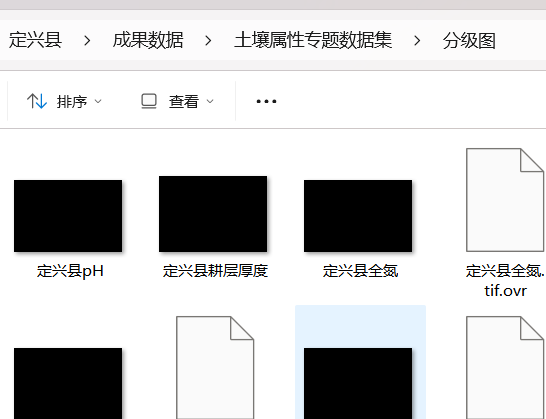 定兴县 > 成果数据 > 土壤属性专题数据集 > 分级图
排序 查看 •••
定兴县pH 定兴县耕层厚度 定兴县全氮 定兴县全氮.
tif.ovr